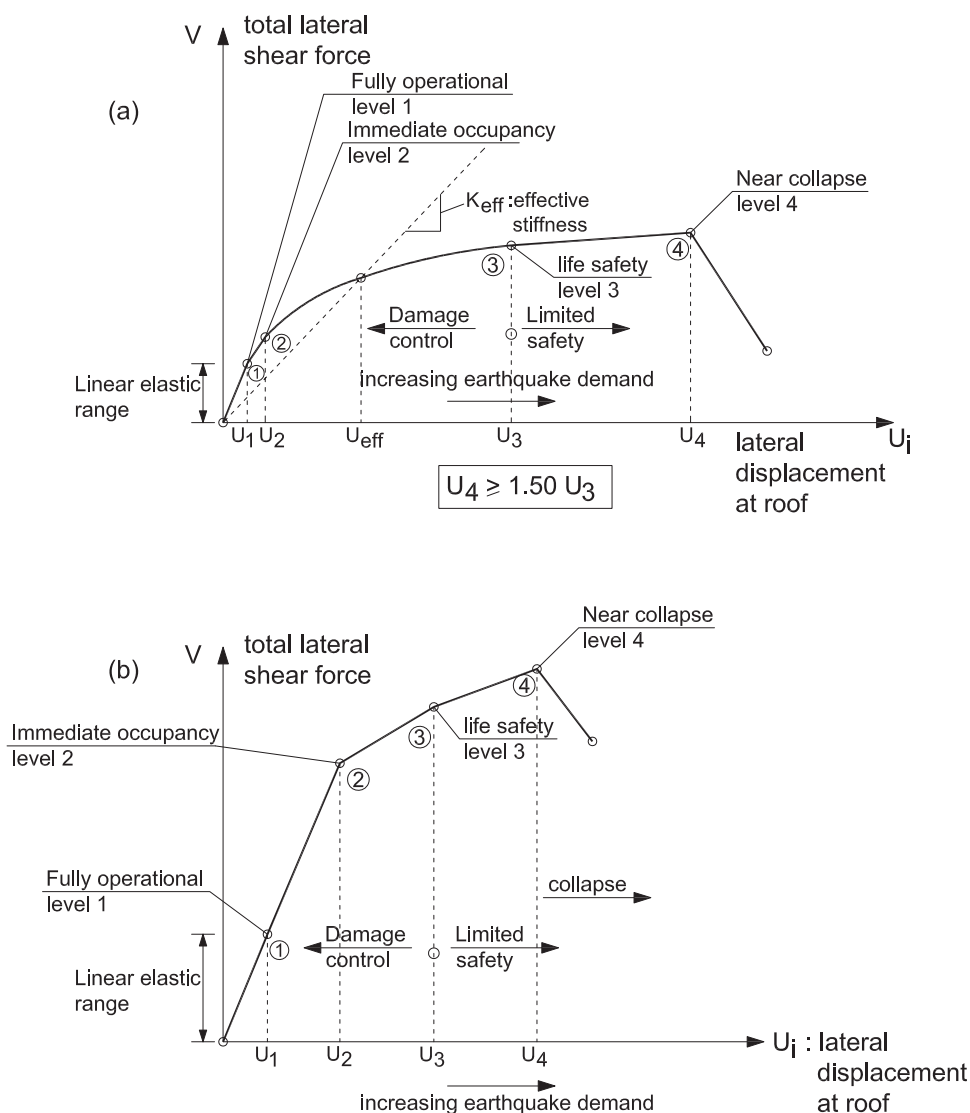 V
total lateral
shear force
(a)
Fully operational
level 1
Immediate occupancy
level 2
Keff : effective
stiffness
Near collapse
level 4
③
life safety
level 3
④
②
①
Damage
control
Limited
safety
Linear elastic
range
increasing earthquake demand
U1 U2 Ueff U3 U4 Ui
lateral
displacement
at roof
U4 ≥ 1.50 U3
Near collapse
level 4
V
total lateral
shear force
(b)
④
Immediate occupancy
level 2
③
life safety
level 3
②
Fully operational
level 1
collapse
①
Damage
control
Limited
safety
Linear elastic
range
U1 U2 U3 U4
Ui : lateral
displacement
at roof
increasing earthquake demand